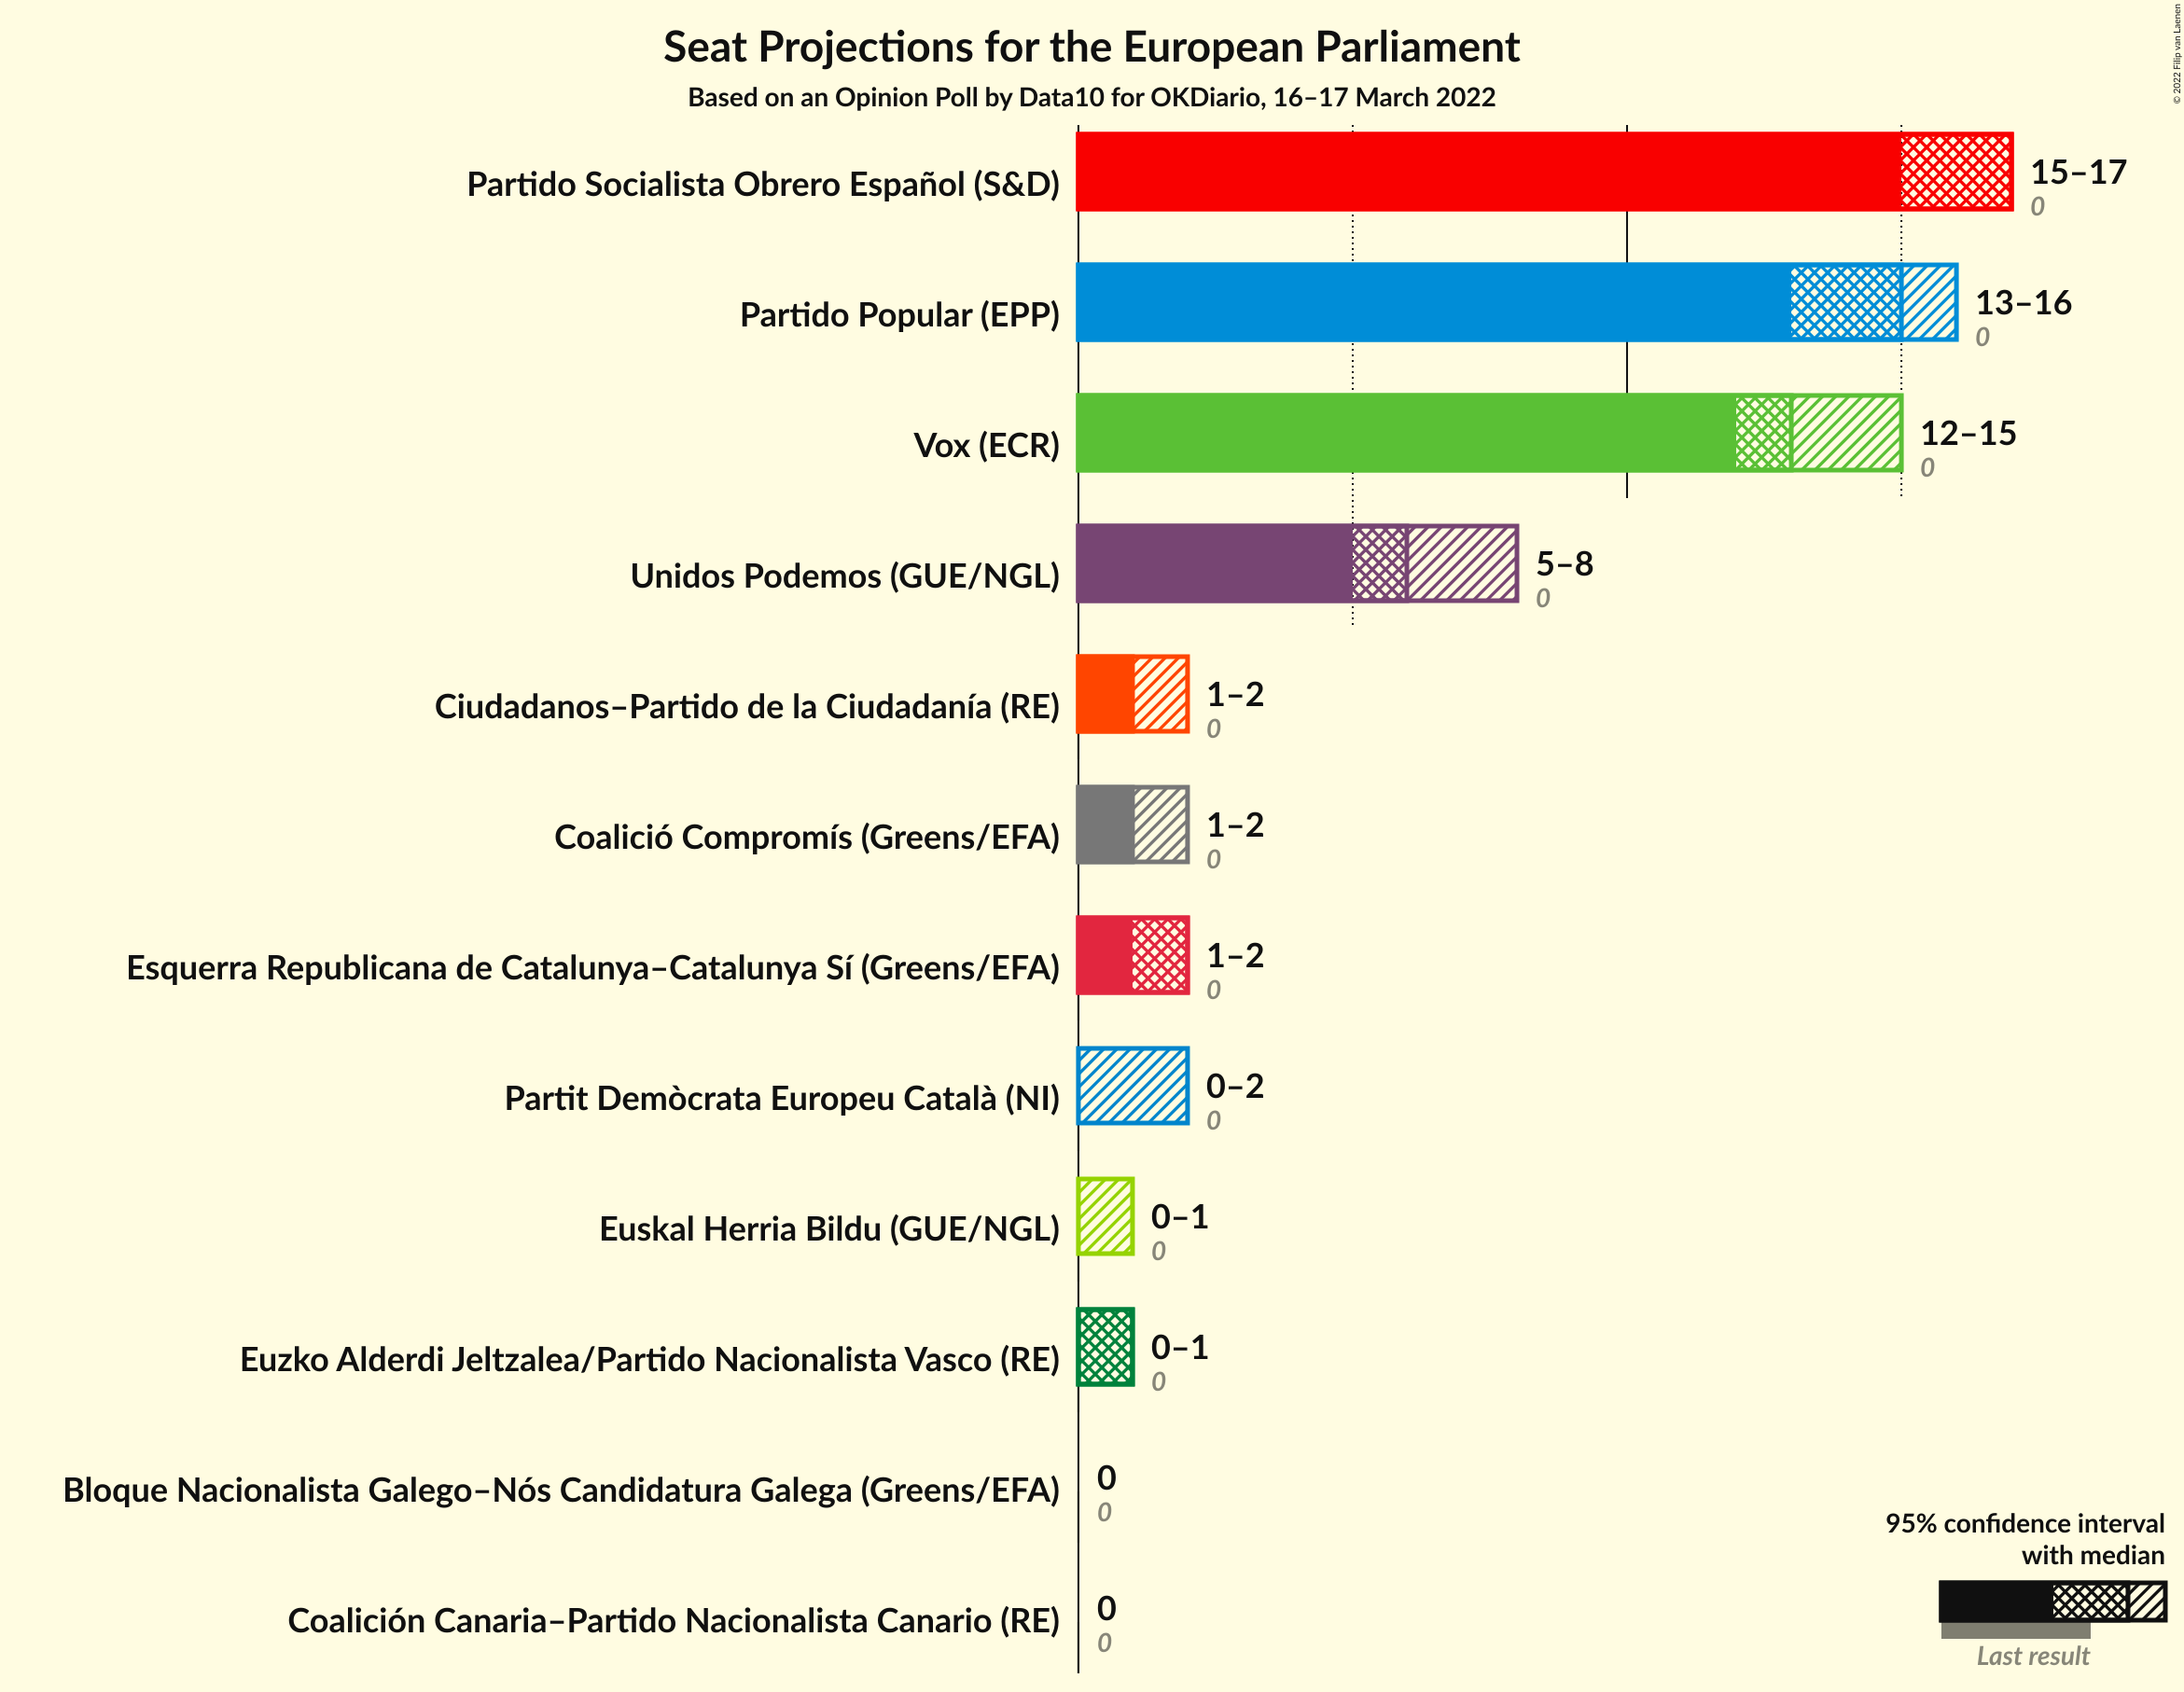 Seat Projections for the European Parliament
Based on an Opinion Poll by Data10 for OKDiario, 16–17 March 2022
© 2022 Filip van Laenen
Partido Socialista Obrero Español (S&D)
15–17
0
Partido Popular (EPP)
13–16
0
Vox (ECR)
12–15
0
Unidos Podemos (GUE/NGL)
5–8
0
Ciudadanos–Partido de la Ciudadanía (RE)
1–2
0
Coalició Compromís (Greens/EFA)
1–2
0
Esquerra Republicana de Catalunya–Catalunya Sí (Greens/EFA)
1–2
0
Partit Demòcrata Europeu Català (NI)
0–2
0
Euskal Herria Bildu (GUE/NGL)
0–1
0
Euzko Alderdi Jeltzalea/Partido Nacionalista Vasco (RE)
0–1
0
Bloque Nacionalista Galego–Nós Candidatura Galega (Greens/EFA)
0
0
Coalición Canaria–Partido Nacionalista Canario (RE)
0
0
95% confidence interval
with median
Last result